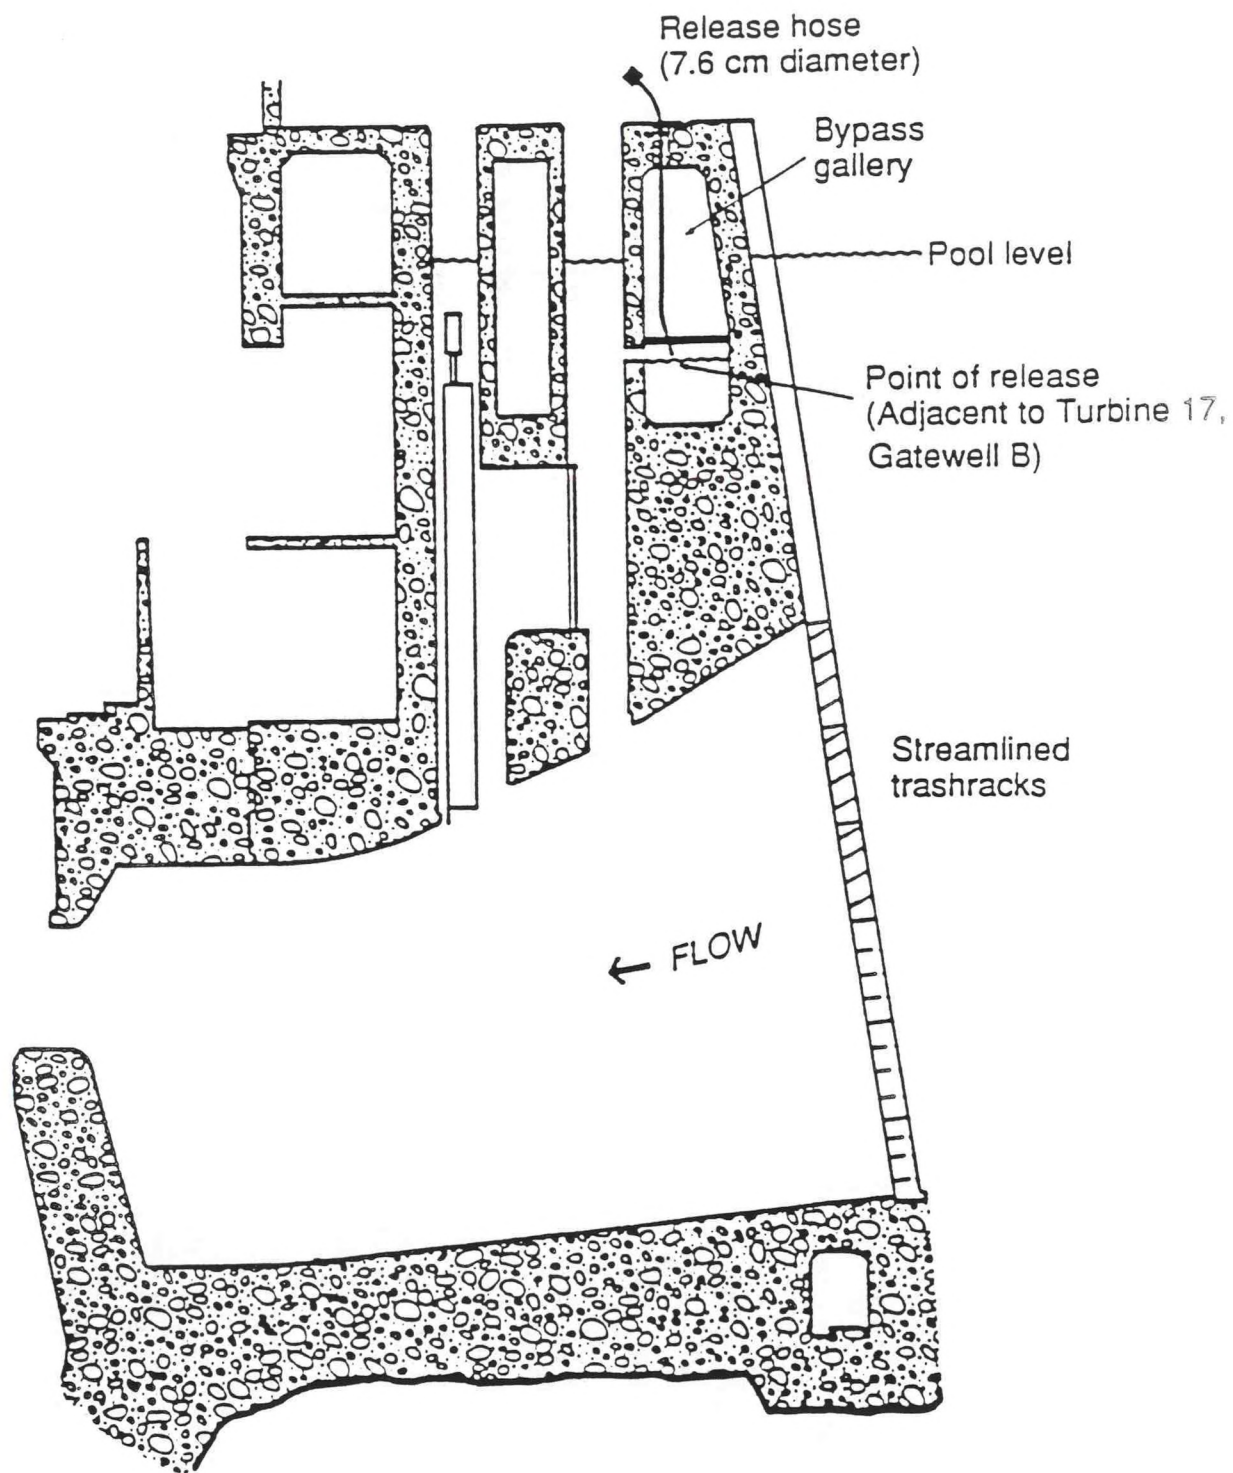 Release hose
(7.6 cm diameter)
Bypass
gallery
Pool level
Point of release
(Adjacent to Turbine 17,
Gatewell B)
Streamlined
trashracks
← FLOW